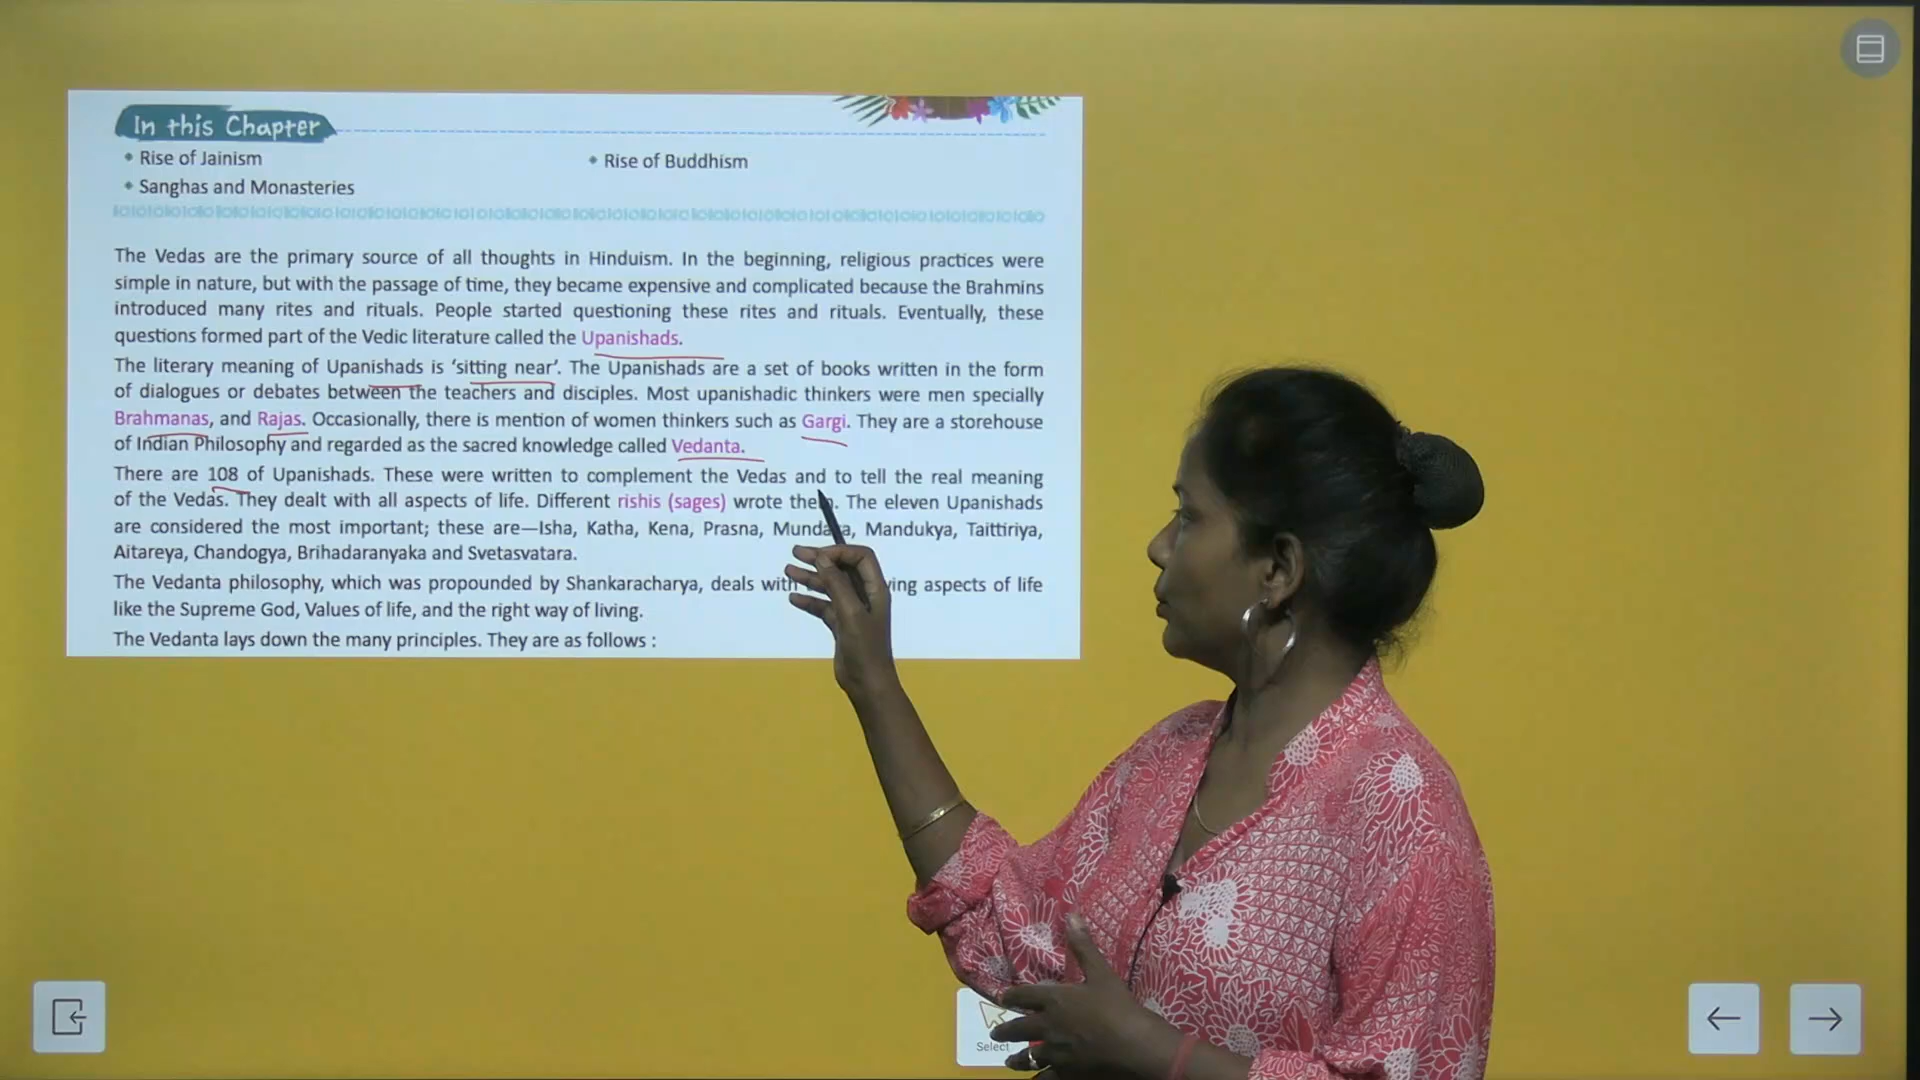 In this Chapter
• Rise of Jainism
• Rise of Buddhism
• Sanghas and Monasteries
The Vedas are the primary source of all thoughts in Hinduism. In the beginning, religious practices were
simple in nature, but with the passage of time, they became expensive and complicated because the Brahmins
introduced many rites and rituals. People started questioning these rites and rituals. Eventually, these
questions formed part of the Vedic literature called the Upanishads.
The literary meaning of Upanishads is ‘sitting near’. The Upanishads are a set of books written in the form
of dialogues or debates between the teachers and disciples. Most upanishadic thinkers were men specially
Brahmanas, and Rajas. Occasionally, there is mention of women thinkers such as Gargi. They are a storehouse
of Indian Philosophy and regarded as the sacred knowledge called Vedanta.
There are 108 of Upanishads. These were written to complement the Vedas and to tell the real meaning
of the Vedas. They dealt with all aspects of life. Different rishis (sages) wrote them. The eleven Upanishads
are considered the most important; these are—Isha, Katha, Kena, Prasna, Mundaka, Mandukya, Taittiriya,
Aitareya, Chandogya, Brihadaranyaka and Svetasvatara.
The Vedanta philosophy, which was propounded by Shankaracharya, deals with aspects of life
like the Supreme God, Values of life, and the right way of living.
The Vedanta lays down the many principles. They are as follows :
Select